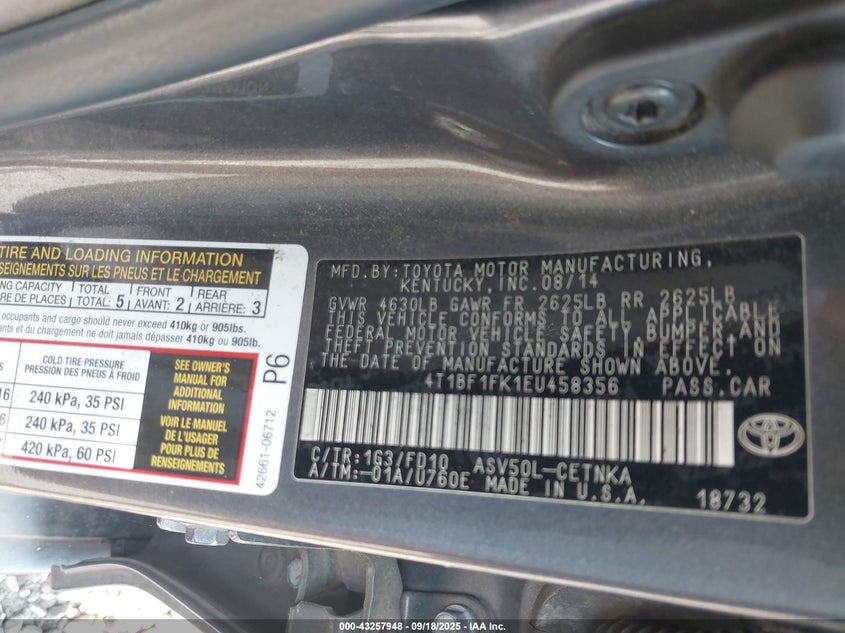 TIRE AND LOADING INFORMATION
SEIGNEMENTS SUR LES PNEUS ET LE CHARGEMENT
NG CAPACITY TOTAL FRONT REAR
RE DE PLACES TOTAL: 5 AVANT: 2 ARRIÈRE: 3
occupants and cargo should never exceed 410kg or 905lbs.
et du chargement ne doit jamais dépasser 410kg ou 905lb.
COLD TIRE PRESSURE
PRESSION DES PNEUS À FROID
16 240 kPa, 35 PSI
240 kPa, 35 PSI
420 kPa, 60 PSI
SEE OWNER'S
MANUAL FOR
ADDITIONAL
INFORMATION
VOIR LE MANUEL
DE L'USAGER
POUR PLUS DE
RENSEIGNEMENTS
P6
42661-06712
MFD.BY:TOYOTA MOTOR MANUFACTURING,
KENTUCKY,INC.08/14
GVWR 4630LB GAWR FR 2625LB RR 2625LB
THIS VEHICLE CONFORMS TO ALL APPLICABLE
FEDERAL MOTOR VEHICLE SAFETY BUMPER AND
THEFT PREVENTION STANDARDS IN EFFECT ON
THE DATE OF MANUFACTURE SHOWN ABOVE.
4T1BF1FK1EU458356 PASS.CAR
C/TR:1G3/FD10 ASV50L-CETNKA
A/TM:-01A/U760E MADE IN U.S.A.
18732
000-43257948 - 09/18/2025 - IAA Inc.